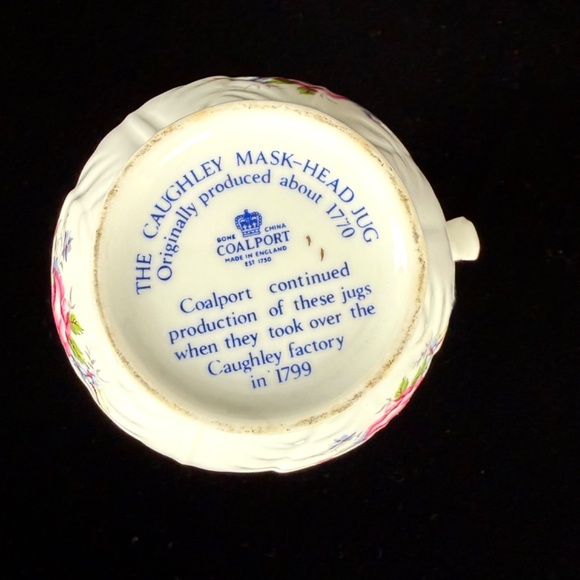 THE CAUGHLEY MASK-HEAD JUG
Originally produced about 1770
BONE CHINA
COALPORT
MADE IN ENGLAND
EST 1750
Coalport continued
production of these jugs
when they took over the
Caughley factory
in 1799